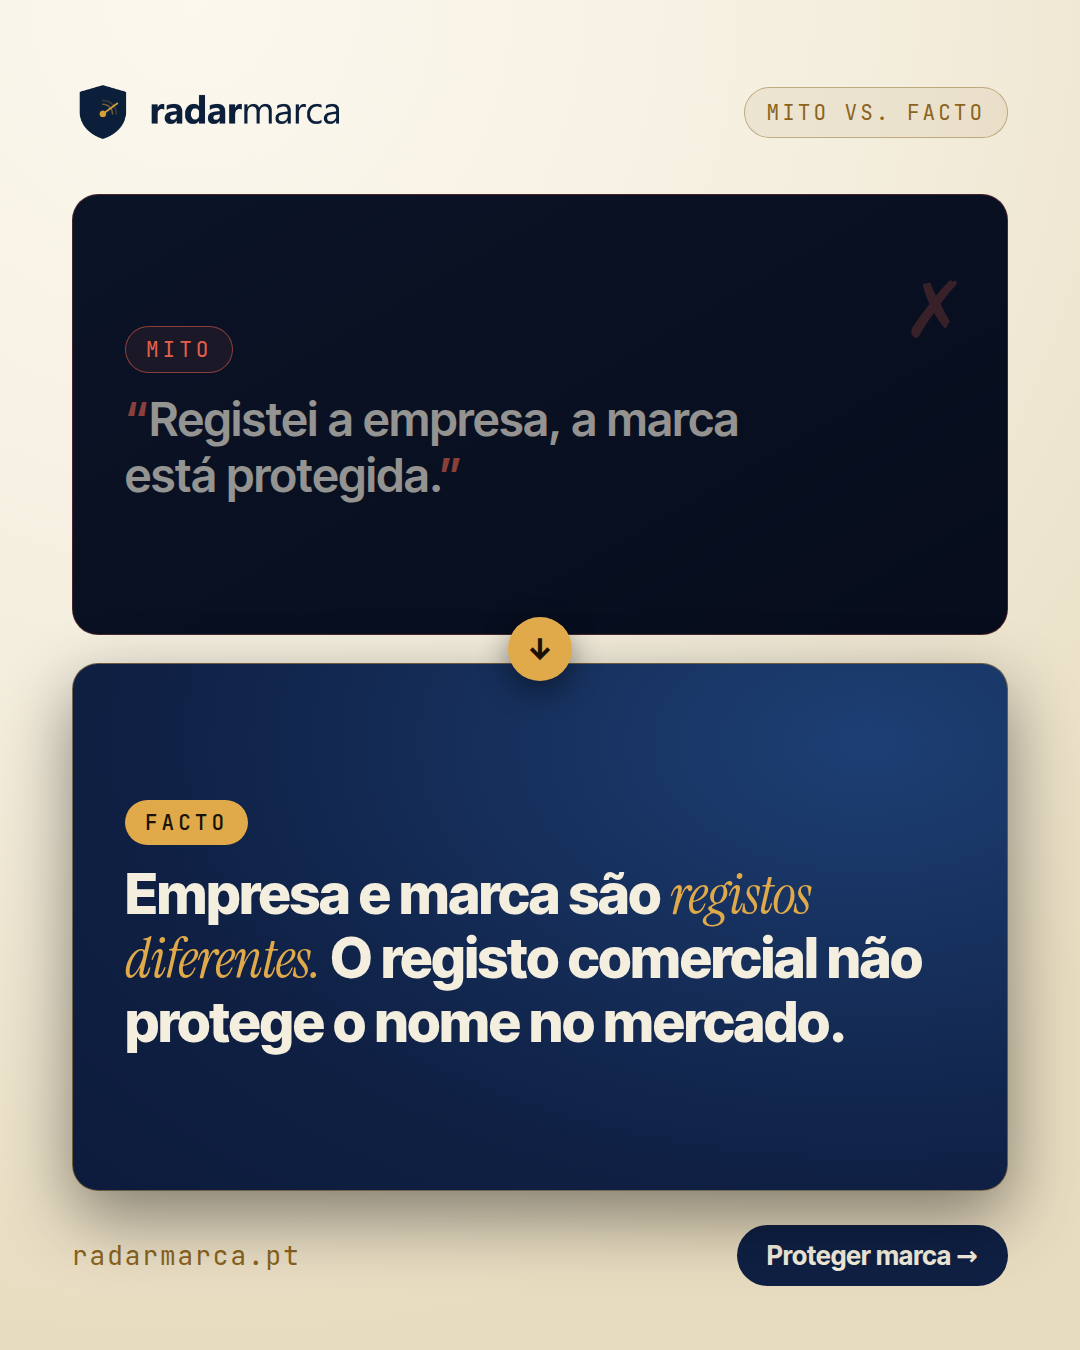 radarmarca
MITO VS. FACTO
MITO
“Registei a empresa, a marca
está protegida.”
FACTO
Empresa e marca são registos
diferentes. O registo comercial não
protege o nome no mercado.
radarmarca.pt
Proteger marca →